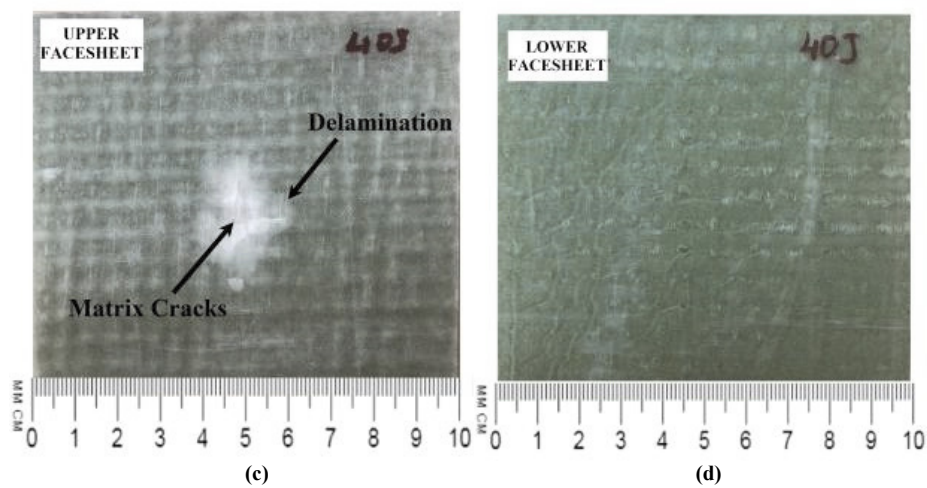 UPPER
FACESHEET
40J
Delamination
Matrix Cracks
MM CM
0 1 2 3 4 5 6 7 8 9 10
(c)
LOWER
FACESHEET
40J
MM CM
0 1 2 3 4 5 6 7 8 9 10
(d)